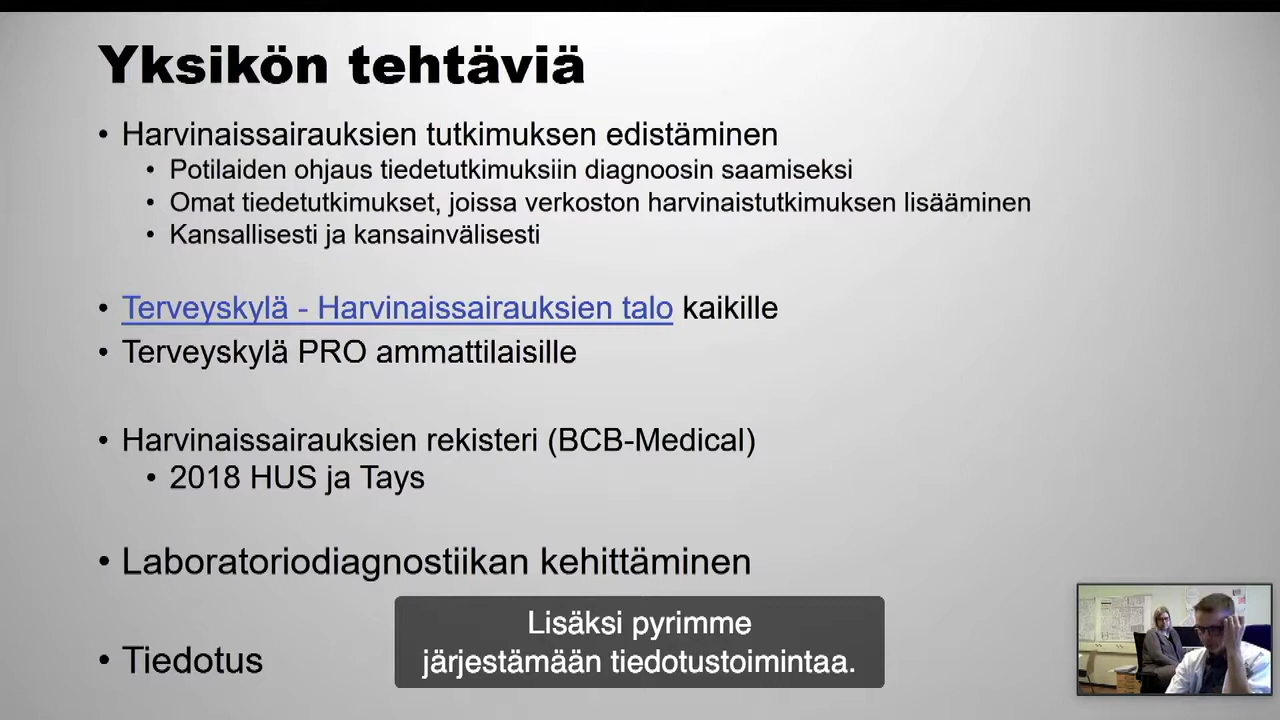 Yksikön tehtäviä
• Harvinaissairauksien tutkimuksen edistäminen
• Potilaiden ohjaus tiedetutkimuksiin diagnoosin saamiseksi
• Omat tiedetutkimukset, joissa verkoston harvinaistutkimuksen lisääminen
• Kansallisesti ja kansainvälisesti
• Terveyskylä - Harvinaissairauksien talo kaikille
• Terveyskylä PRO ammattilaisille
• Harvinaissairauksien rekisteri (BCB-Medical)
• 2018 HUS ja Tays
• Laboratoriodiagnostiikan kehittäminen
• Tiedotus
Lisäksi pyrimme
järjestämään tiedotustoimintaa.